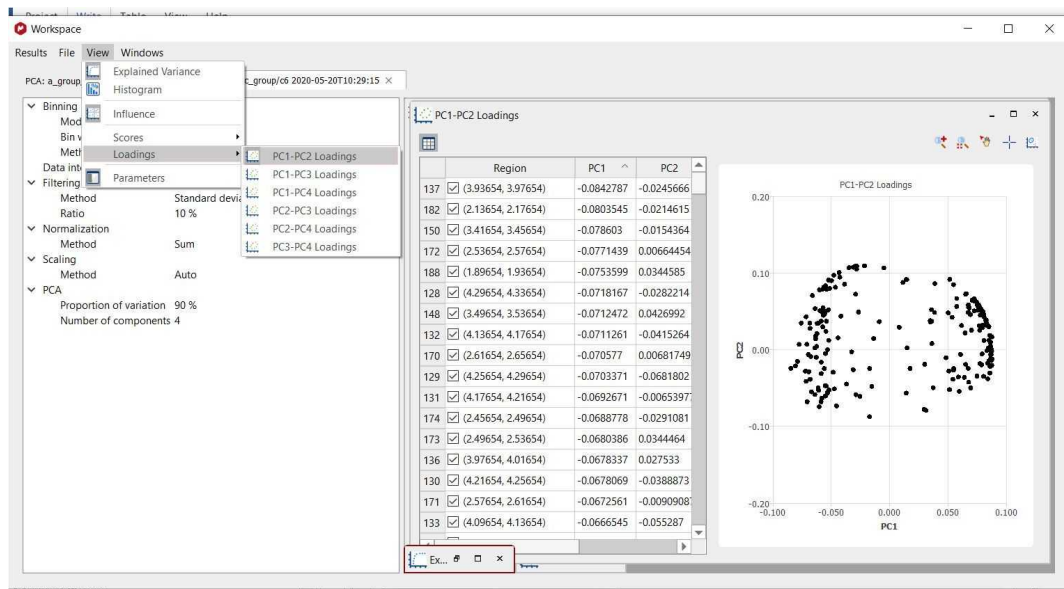 Workspace
Results File View Windows
PCA: a_group
c_group/c6 2020-05-20T10:29:15
Explained Variance
Histogram
Influence
Scores
Loadings
Parameters
PC1-PC2 Loadings
PC1-PC3 Loadings
PC1-PC4 Loadings
PC2-PC3 Loadings
PC2-PC4 Loadings
PC3-PC4 Loadings
Binning
Filtering
Method Standard
Ratio 10 %
Normalization
Method Sum
Scaling
Method Auto
PCA
Proportion of variation 90 %
Number of components 4
PC1-PC2 Loadings
Region PC1 PC2
137 (3.93654, 3.97654) -0.0842787 -0.0245666
182 (2.13654, 2.17654) -0.0803545 -0.0214615
150 (3.41654, 3.45654) -0.078603 -0.0154364
172 (2.53654, 2.57654) -0.0771439 0.00664454
188 (1.89654, 1.93654) -0.0753599 0.0344585
128 (4.29654, 4.33654) -0.0718167 -0.0282214
148 (3.49654, 3.53654) -0.0712472 0.0426992
132 (4.13654, 4.17654) -0.0711261 -0.0415264
170 (2.61654, 2.65654) -0.070577 0.00681749
129 (4.25654, 4.29654) -0.0703371 -0.0681802
131 (4.17654, 4.21654) -0.0692671 -0.0065397
174 (2.45654, 2.49654) -0.0688778 -0.0291081
173 (2.49654, 2.53654) -0.0680386 0.0344464
136 (3.97654, 4.01654) -0.0678337 0.027533
130 (4.21654, 4.25654) -0.0678069 -0.0388873
171 (2.57654, 2.61654) -0.0672561 -0.0090908
133 (4.09654, 4.13654) -0.0666545 -0.055287
Ex...
PC1-PC2 Loadings
0.20
0.10
0.00
-0.10
-0.20
PC2
-0.100 -0.050 0.000 0.050 0.100
PC1